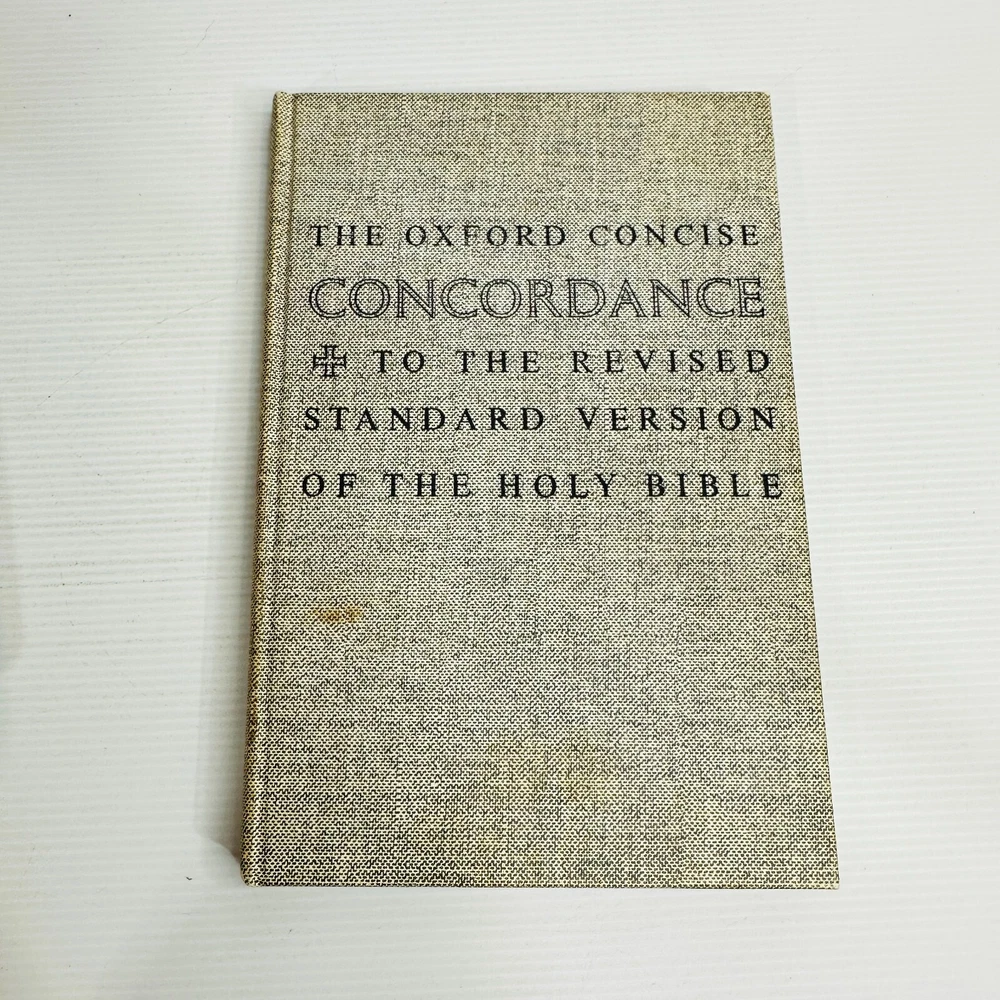 THE OXFORD CONCISE
CONCORDANCE
✠ TO THE REVISED
STANDARD VERSION
OF THE HOLY BIBLE